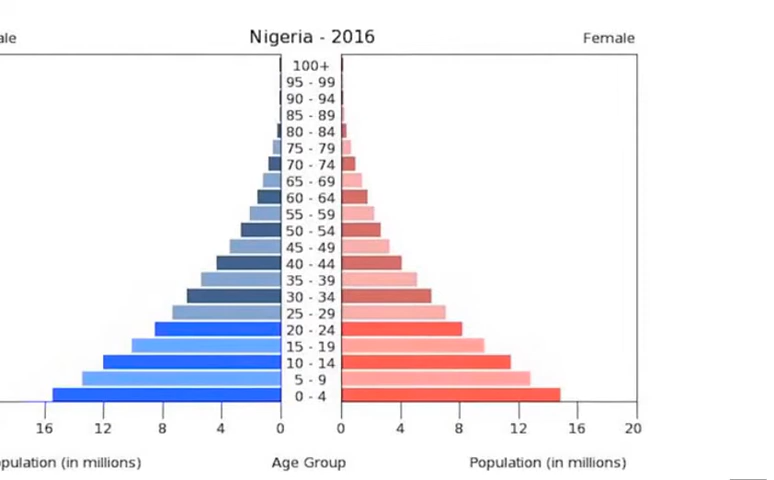 ale Nigeria - 2016 Female
100+
95 - 99
90 - 94
85 - 89
80 - 84
75 - 79
70 - 74
65 - 69
60 - 64
55 - 59
50 - 54
45 - 49
40 - 44
35 - 39
30 - 34
25 - 29
20 - 24
15 - 19
10 - 14
5 - 9
0 - 4
16 12 8 4 0 0 4 8 12 16 20
pulation (in millions) Age Group Population (in millions)